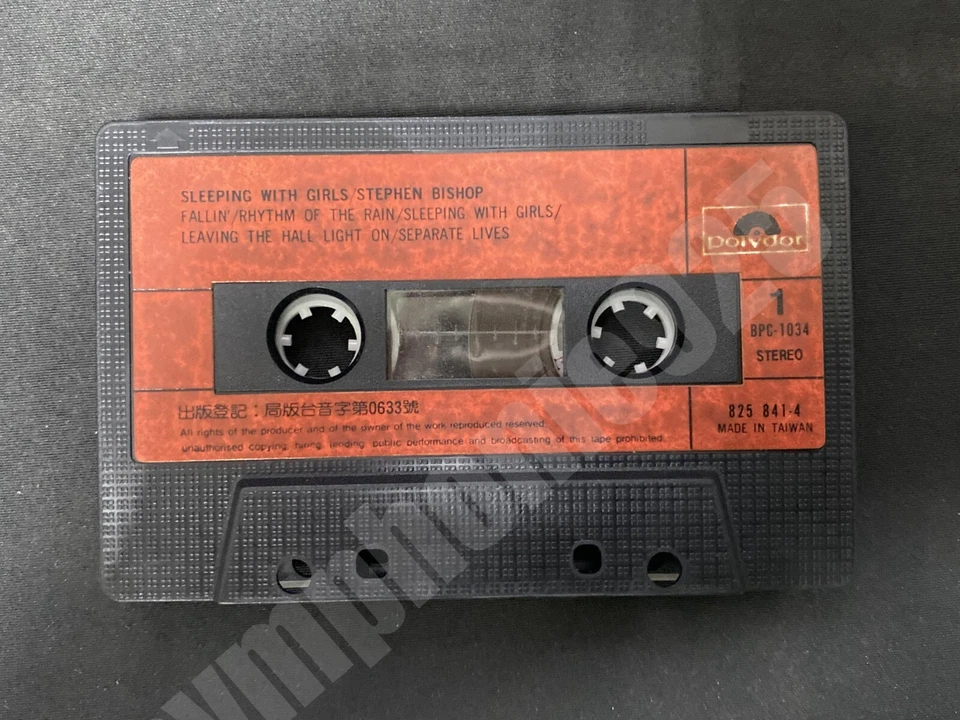 SLEEPING WITH GIRLS/STEPHEN BISHOP
FALLIN'/RHYTHM OF THE RAIN/SLEEPING WITH GIRLS/
LEAVING THE HALL LIGHT ON/SEPARATE LIVES
Polydor
1
BPC-1034
STEREO
出版登記：局版台音字第0633號
All rights of the producer and of the owner of the work reproduced reserved
unauthorised copying, hiring, lending, public performance and broadcasting of this tape prohibited.
825 841-4
MADE IN TAIWAN